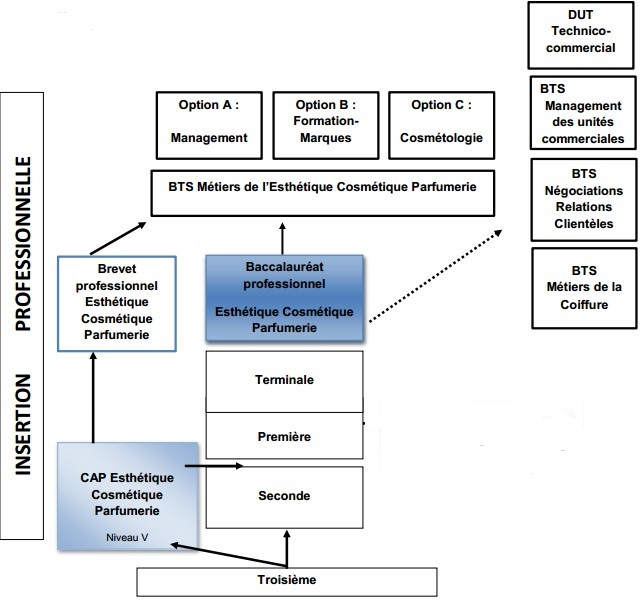 DUT
Technico-
commercial
BTS
Management
des unités
commerciales
BTS
Négociations
Relations
Clientèles
BTS
Métiers de la
Coiffure
Option A :
Management
Option B :
Formation-
Marques
Option C :
Cosmétologie
BTS Métiers de l’Esthétique Cosmétique Parfumerie
Brevet
professionnel
Esthétique
Cosmétique
Parfumerie
Baccalauréat
professionnel
Esthétique Cosmétique
Parfumerie
Terminale
Première
Seconde
CAP Esthétique
Cosmétique
Parfumerie
Niveau V
Troisième
INSERTION PROFESSIONNELLE